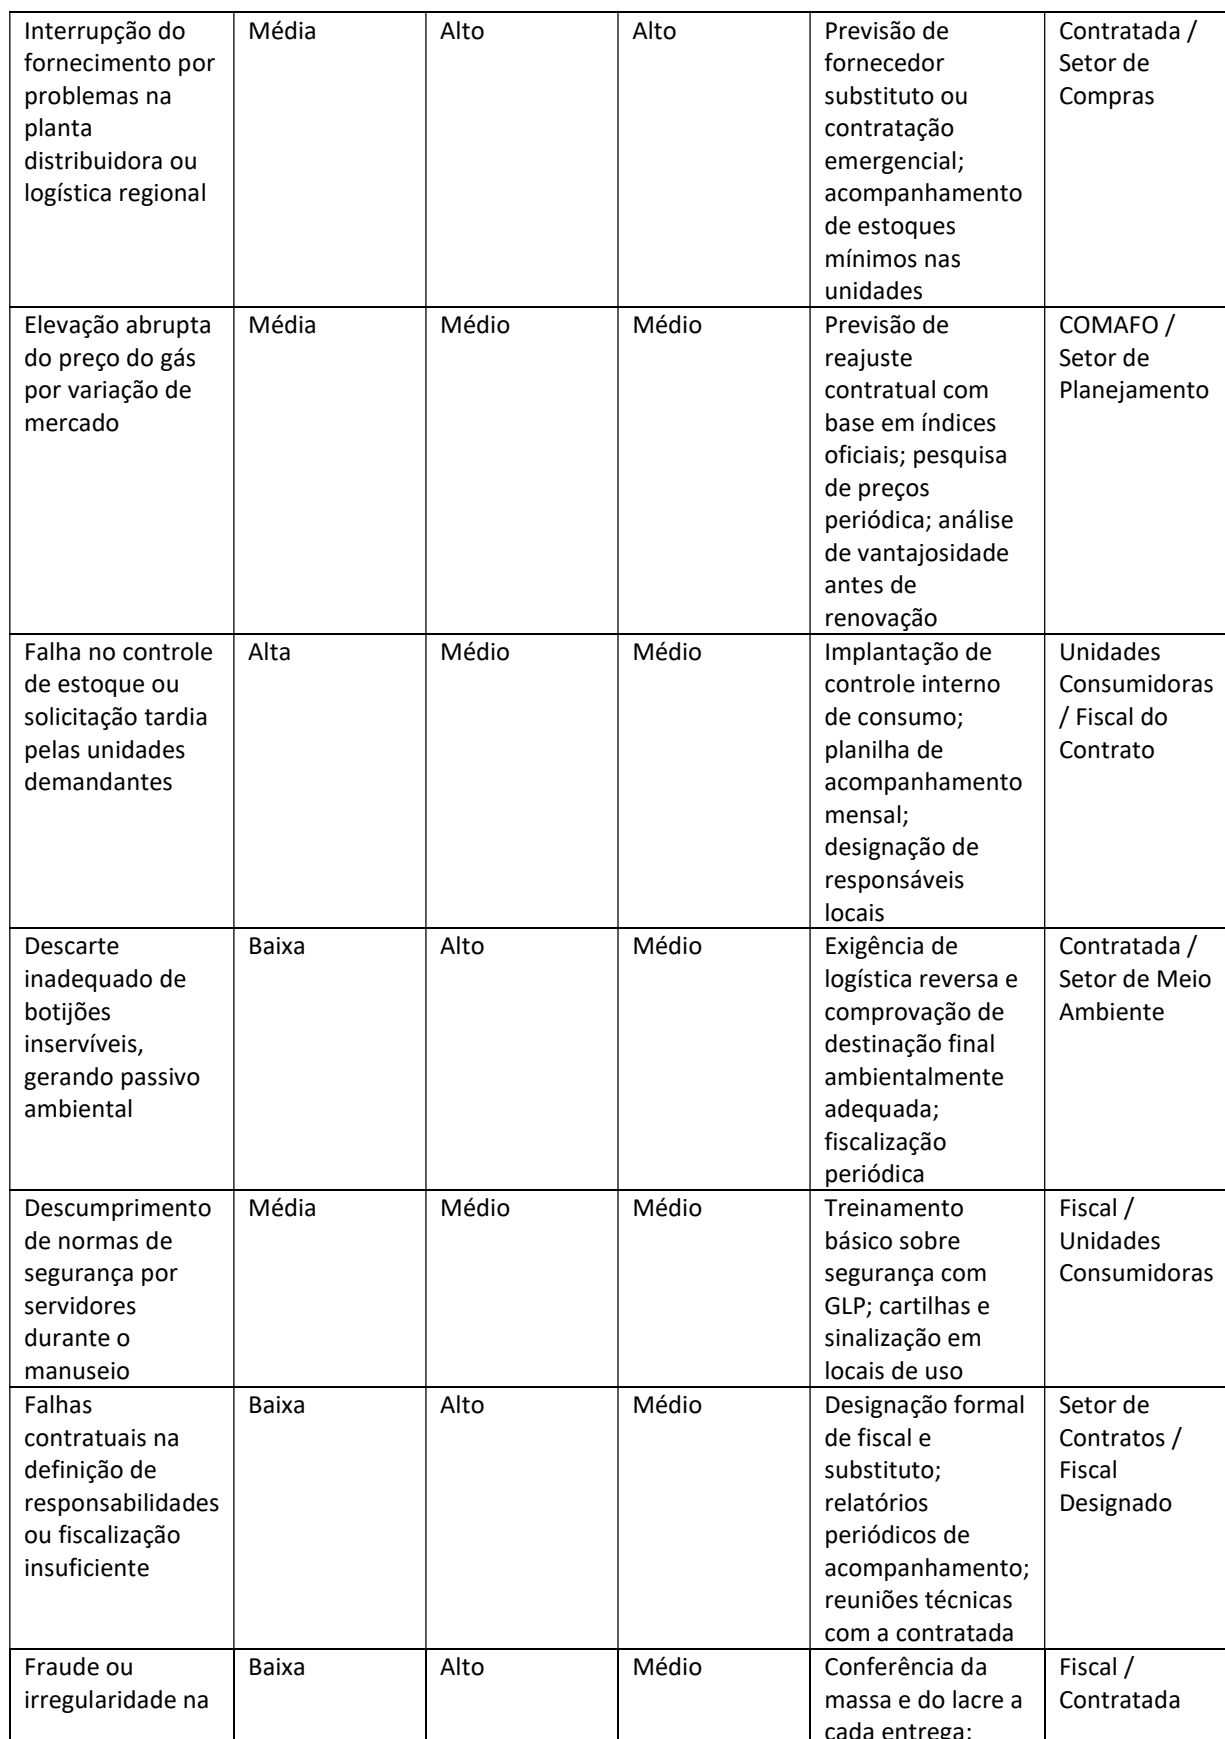 Interrupção do
fornecimento por
problemas na
planta
distribuidora ou
logística regional
Média
Alto
Alto
Previsão de
fornecedor
substituto ou
contratação
emergencial;
acompanhamento
de estoques
mínimos nas
unidades
Contratada /
Setor de
Compras
Elevação abrupta
do preço do gás
por variação de
mercado
Média
Médio
Médio
Previsão de
reajuste
contratual com
base em índices
oficiais; pesquisa
de preços
periódica; análise
de vantajosidade
antes de
renovação
COMAFO /
Setor de
Planejamento
Falha no controle
de estoque ou
solicitação tardia
pelas unidades
demandantes
Alta
Médio
Médio
Implantação de
controle interno
de consumo;
planilha de
acompanhamento
mensal;
designação de
responsáveis
locais
Unidades
Consumidoras
/ Fiscal do
Contrato
Descarte
inadequado de
botijões
inservíveis,
gerando passivo
ambiental
Baixa
Alto
Médio
Exigência de
logística reversa e
comprovação de
destinação final
ambientalmente
adequada;
fiscalização
periódica
Contratada /
Setor de Meio
Ambiente
Descumprimento
de normas de
segurança por
servidores
durante o
manuseio
Média
Médio
Médio
Treinamento
básico sobre
segurança com
GLP; cartilhas e
sinalização em
locais de uso
Fiscal /
Unidades
Consumidoras
Falhas
contratuais na
definição de
responsabilidades
ou fiscalização
insuficiente
Baixa
Alto
Médio
Designação formal
de fiscal e
substituto;
relatórios
periódicos de
acompanhamento;
reuniões técnicas
com a contratada
Setor de
Contratos /
Fiscal
Designado
Fraude ou
irregularidade na
Baixa
Alto
Médio
Conferência da
massa e do lacre a
cada entrega;
Fiscal /
Contratada